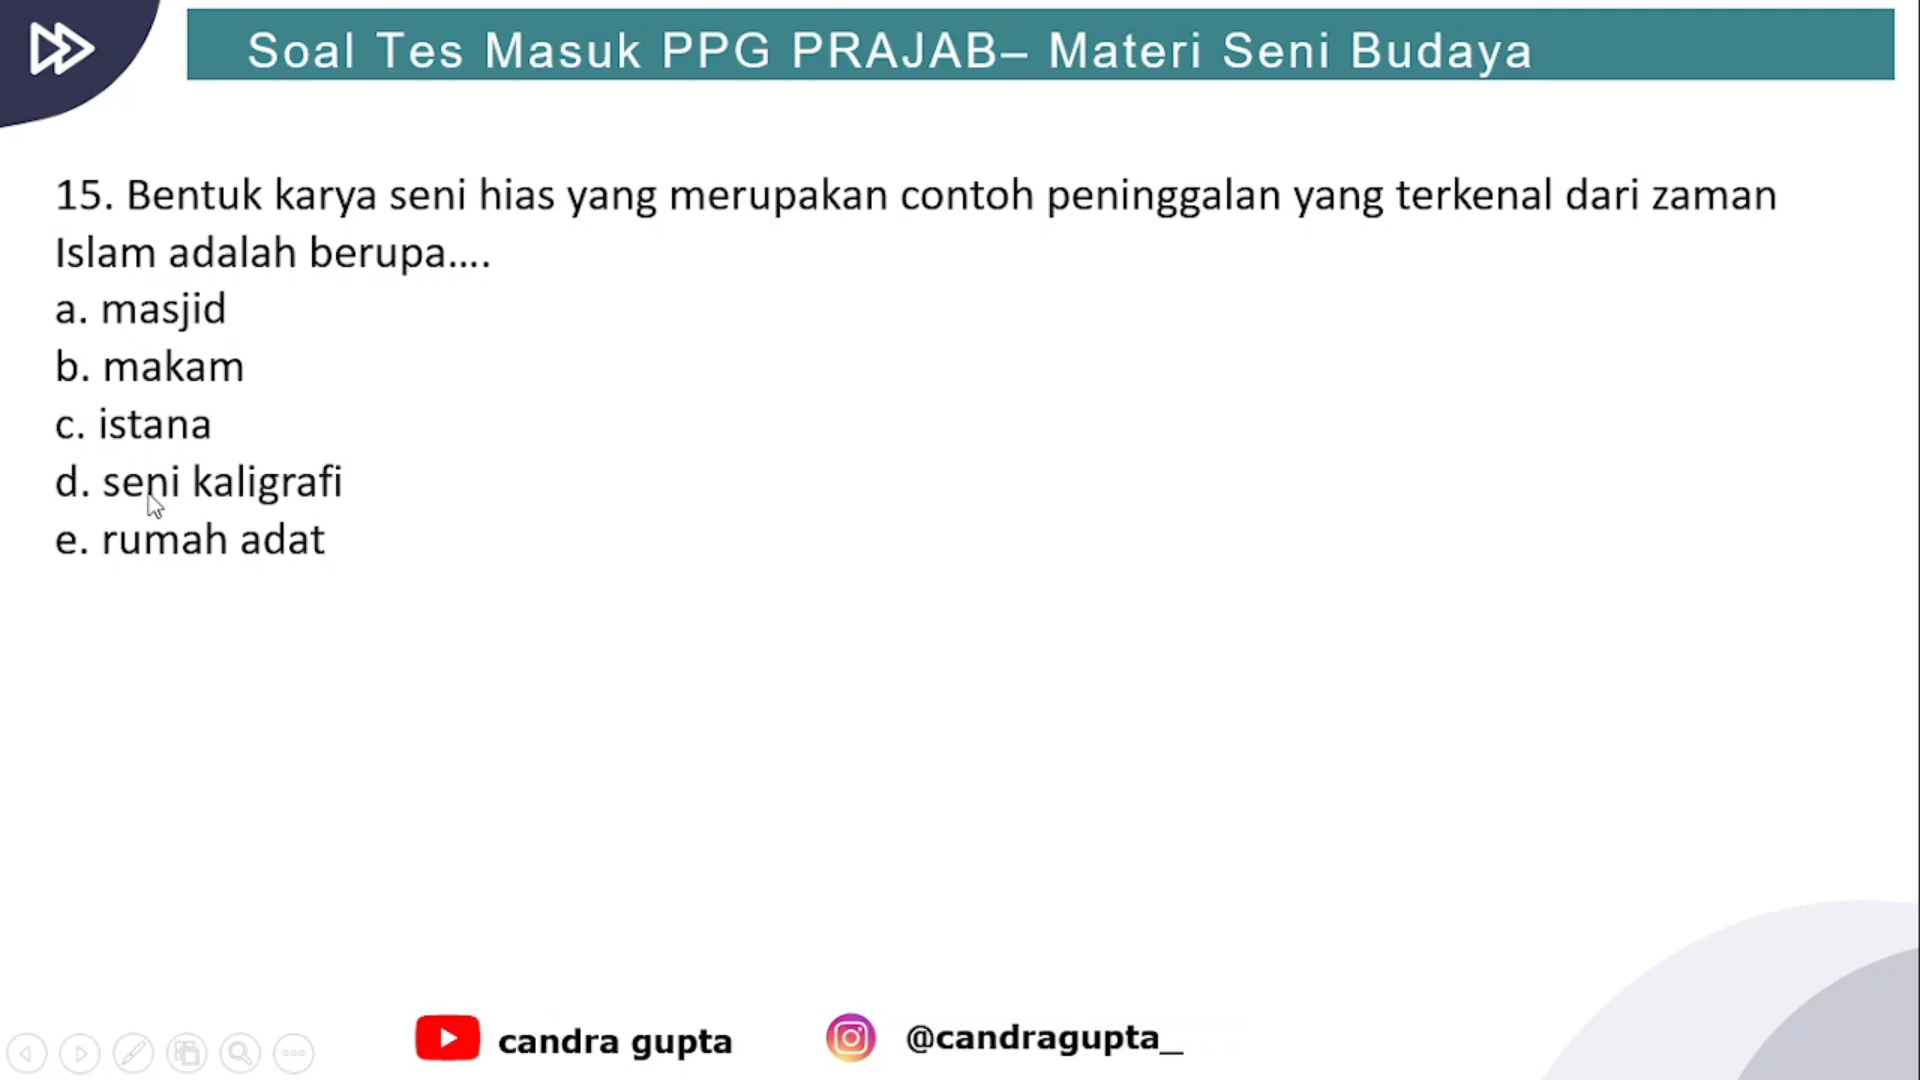 Soal Tes Masuk PPG PRAJAB– Materi Seni Budaya
15. Bentuk karya seni hias yang merupakan contoh peninggalan yang terkenal dari zaman
Islam adalah berupa....
a. masjid
b. makam
c. istana
d. seni kaligrafi
e. rumah adat
candra gupta
@candragupta_